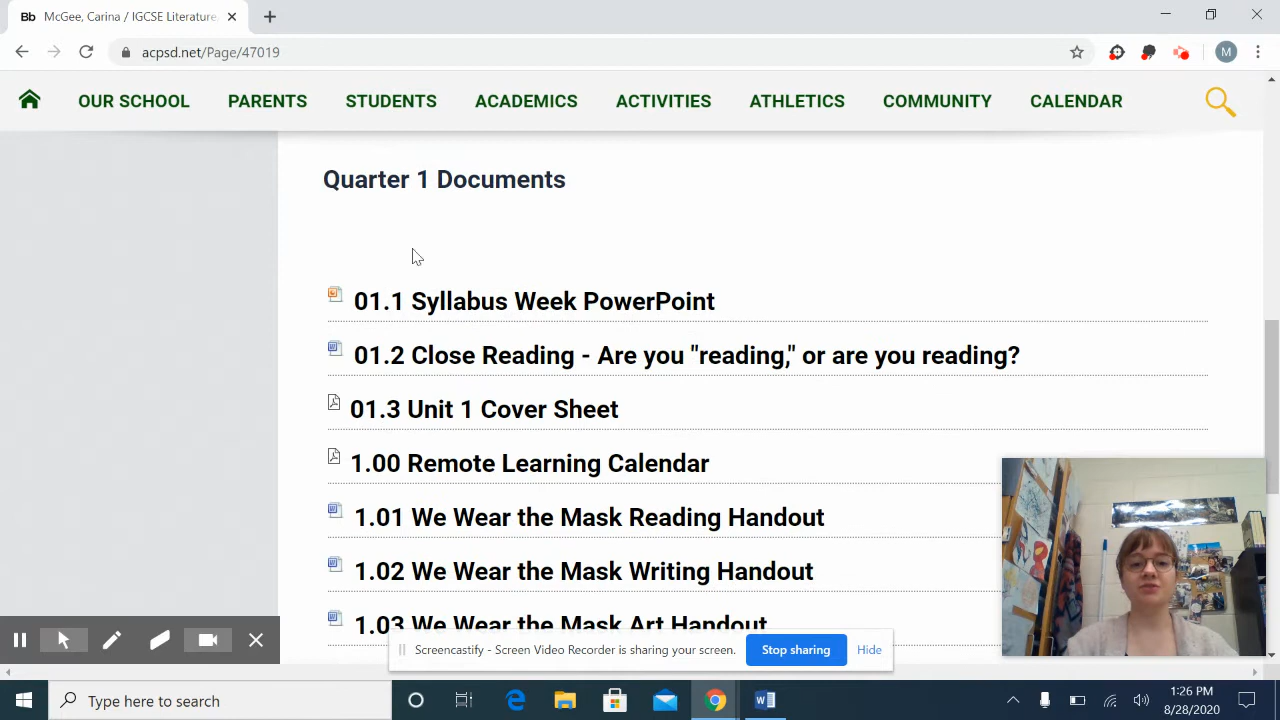 Bb McGee, Carina / IGCSE Literature
acpsd.net/Page/47019
M
OUR SCHOOL PARENTS STUDENTS ACADEMICS ACTIVITIES ATHLETICS COMMUNITY CALENDAR
Quarter 1 Documents
01.1 Syllabus Week PowerPoint
01.2 Close Reading - Are you "reading," or are you reading?
01.3 Unit 1 Cover Sheet
1.00 Remote Learning Calendar
1.01 We Wear the Mask Reading Handout
1.02 We Wear the Mask Writing Handout
1.03 We Wear the Mask Art Handout
Screencastify - Screen Video Recorder is sharing your screen. Stop sharing Hide
Type here to search
1:26 PM
8/28/2020